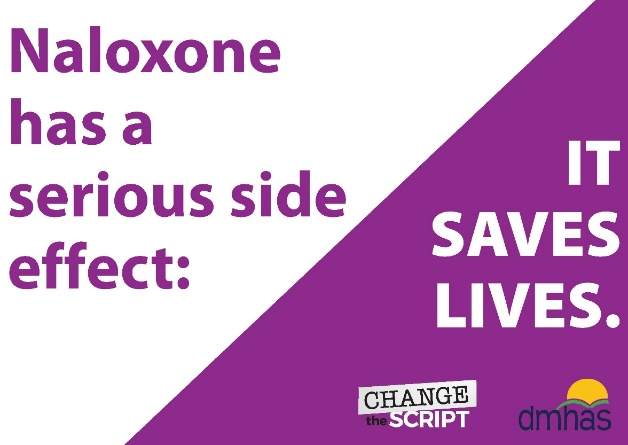 Naloxone
has a
serious side
effect:
IT
SAVES
LIVES.
CHANGE
the SCRIPT
dmhas